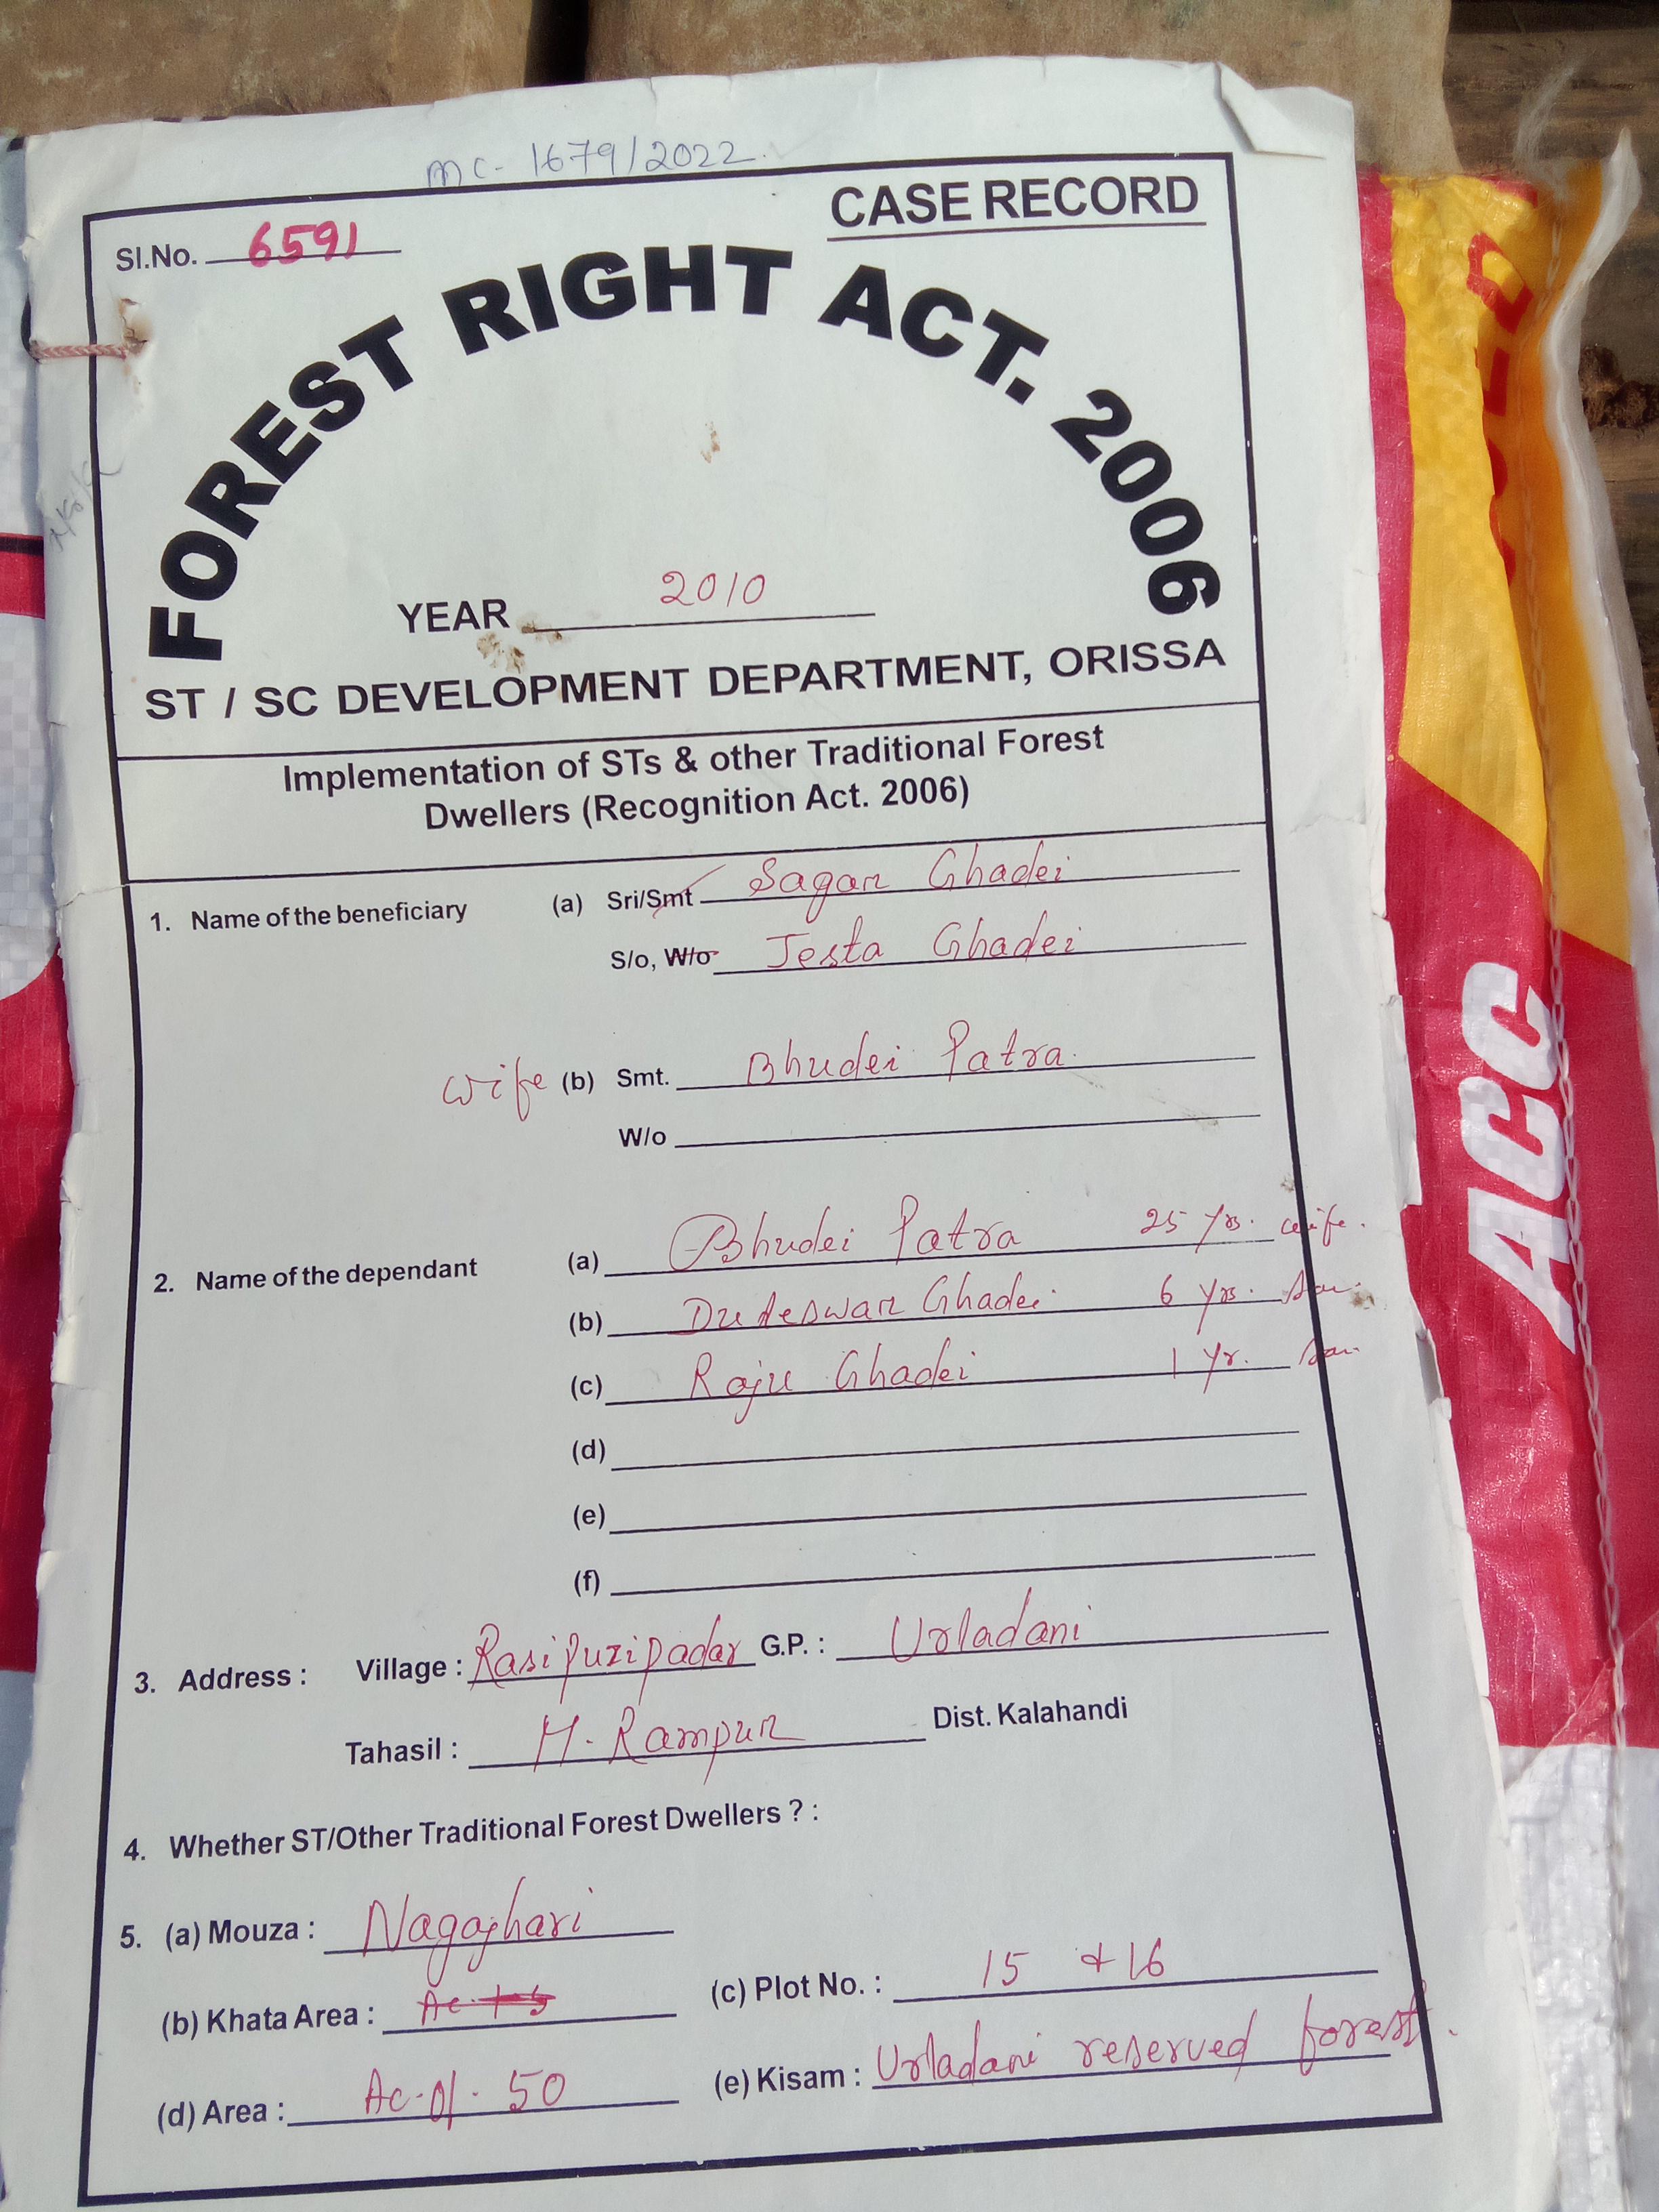 mc- 1679/2022
CASE RECORD
Sl.No. 6591
FOREST RIGHT ACT. 2006
YEAR 2010
ST / SC DEVELOPMENT DEPARTMENT, ORISSA
Implementation of STs & other Traditional Forest
Dwellers (Recognition Act. 2006)
1. Name of the beneficiary (a) Sri/Smt Sagar Ghadei
S/o, W/o Jesta Ghadei
wife (b) Smt. Bhudei Patra.
W/o
2. Name of the dependant (a) Bhudei Patra 25 yrs. wife.
(b) Ghadei 6 yrs. son
(c) Raju Ghadei 1 yr. son
(d)
(e)
(f)
3. Address : Village : Rasipuripadar G.P. : Urladani
Tahasil : M. Rampur Dist. Kalahandi
4. Whether ST/Other Traditional Forest Dwellers ? :
5. (a) Mouza : Nagajhari
(b) Khata Area : (c) Plot No. : 15 & 16
(d) Area : Ac-01.50 (e) Kisam : Urladani reserved forest.
ACC